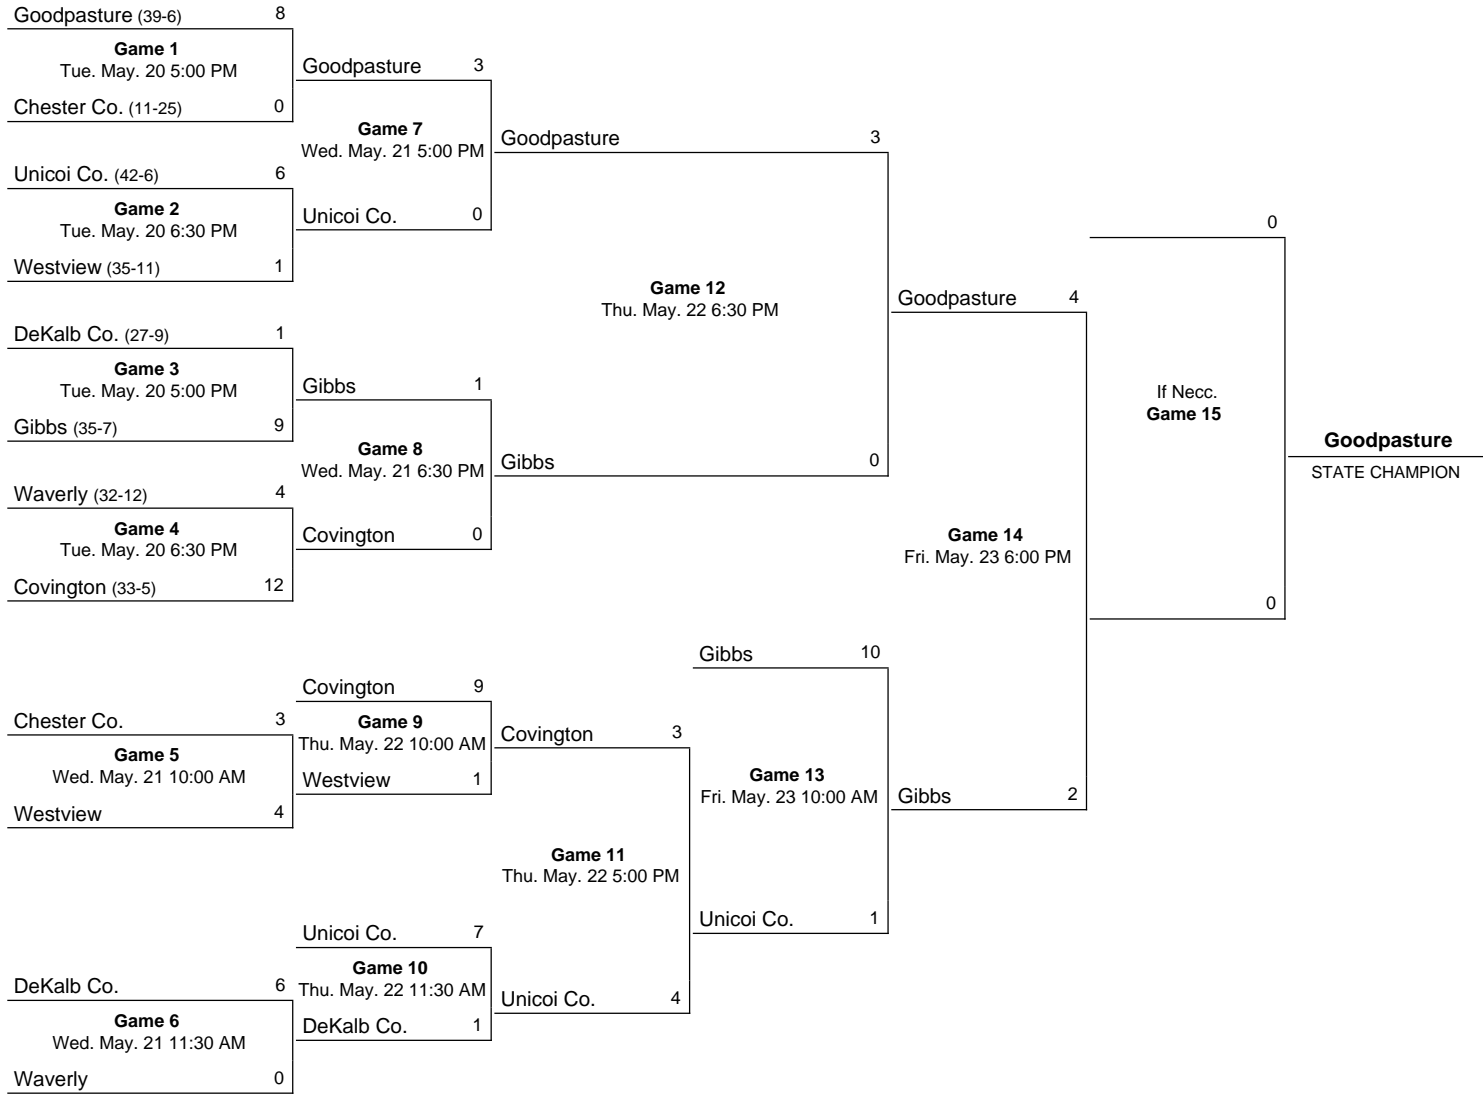 Goodpasture (39-6) 8
Game 1
Tue. May. 20 5:00 PM
Chester Co. (11-25) 0
Unicoi Co. (42-6) 6
Game 2
Tue. May. 20 6:30 PM
Westview (35-11) 1
DeKalb Co. (27-9) 1
Game 3
Tue. May. 20 5:00 PM
Gibbs (35-7) 9
Waverly (32-12) 4
Game 4
Tue. May. 20 6:30 PM
Covington (33-5) 12
Chester Co. 3
Game 5
Wed. May. 21 10:00 AM
Westview 4
DeKalb Co. 6
Game 6
Wed. May. 21 11:30 AM
Waverly 0
Goodpasture 3
Game 7
Wed. May. 21 5:00 PM
Unicoi Co. 0
Gibbs 1
Game 8
Wed. May. 21 6:30 PM
Covington 0
Covington 9
Game 9
Thu. May. 22 10:00 AM
Westview 1
Unicoi Co. 7
Game 10
Thu. May. 22 11:30 AM
DeKalb Co. 1
Goodpasture 3
Game 12
Thu. May. 22 6:30 PM
Gibbs 0
Covington 3
Game 11
Thu. May. 22 5:00 PM
Unicoi Co. 4
Gibbs 10
Game 13
Fri. May. 23 10:00 AM
Unicoi Co. 1
Goodpasture 4
Game 14
Fri. May. 23 6:00 PM
Gibbs 2
0
If Necc.
Game 15
0
Goodpasture
STATE CHAMPION